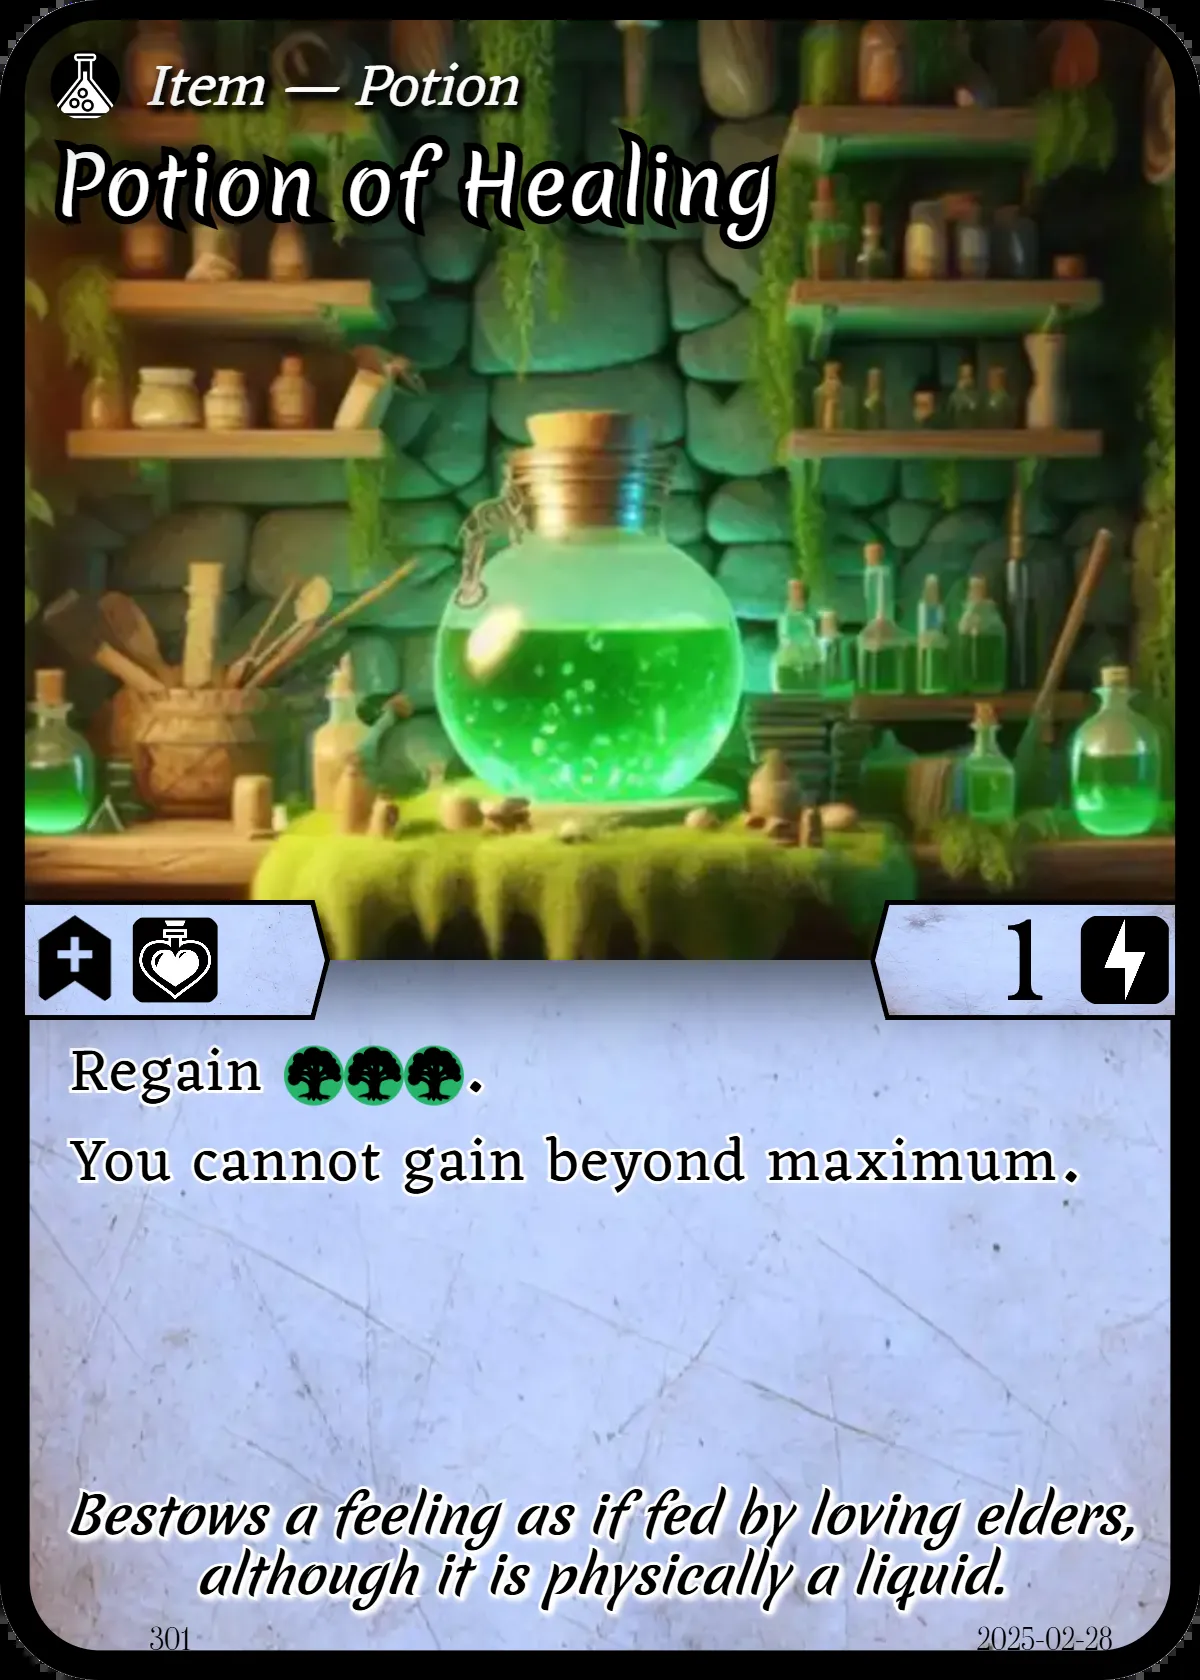 Item — Potion
Potion of Healing
1
Regain .
You cannot gain beyond maximum.
Bestows a feeling as if fed by loving elders,
although it is physically a liquid.
301
2025-02-28